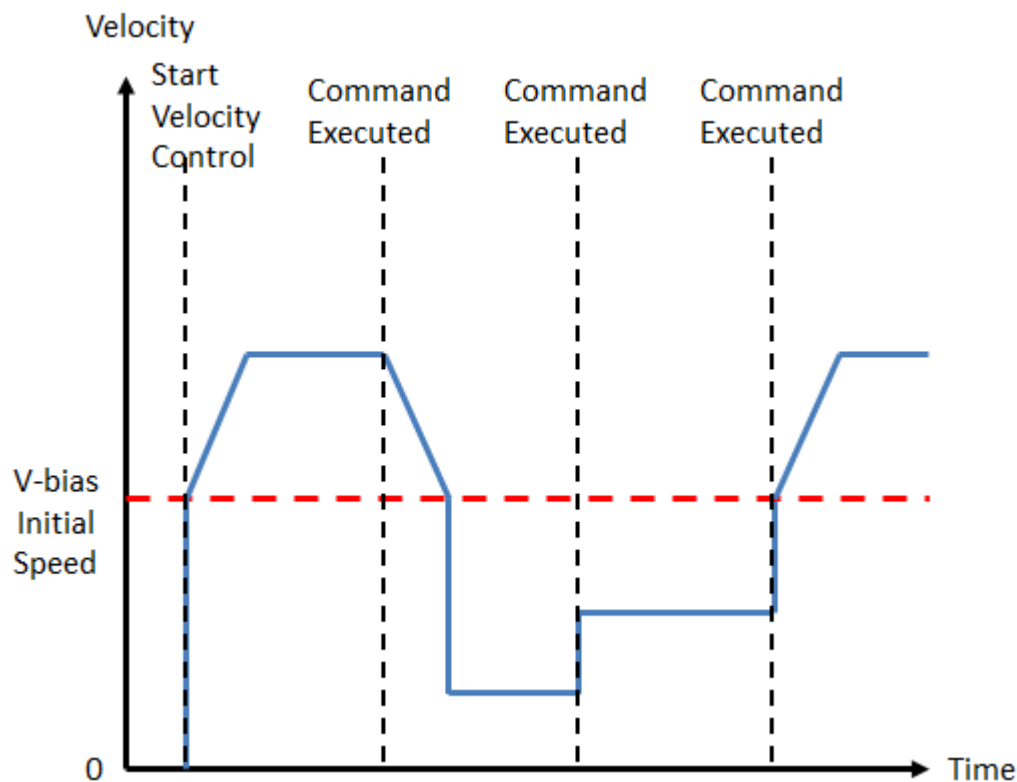 Velocity
Start
Velocity
Control
Command
Executed
Command
Executed
Command
Executed
V-bias
Initial
Speed
0
Time